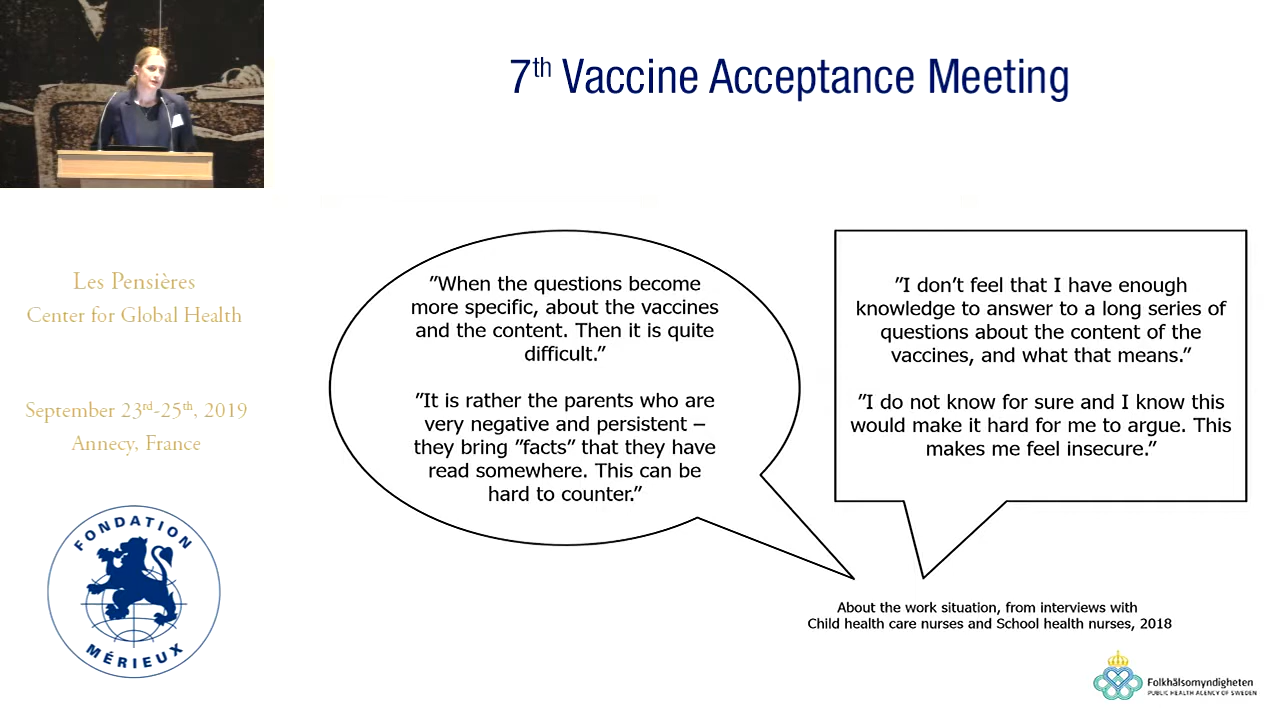 7th Vaccine Acceptance Meeting
Les Pensières
Center for Global Health
September 23rd-25th, 2019
Annecy, France
FONDATION
MÉRIEUX
"When the questions become
more specific, about the vaccines
and the content. Then it is quite
difficult."
"It is rather the parents who are
very negative and persistent –
they bring "facts" that they have
read somewhere. This can be
hard to counter."
"I don't feel that I have enough
knowledge to answer to a long series of
questions about the content of the
vaccines, and what that means."
"I do not know for sure and I know this
would make it hard for me to argue. This
makes me feel insecure."
About the work situation, from interviews with
Child health care nurses and School health nurses, 2018
Folkhälsomyndigheten
PUBLIC HEALTH AGENCY OF SWEDEN